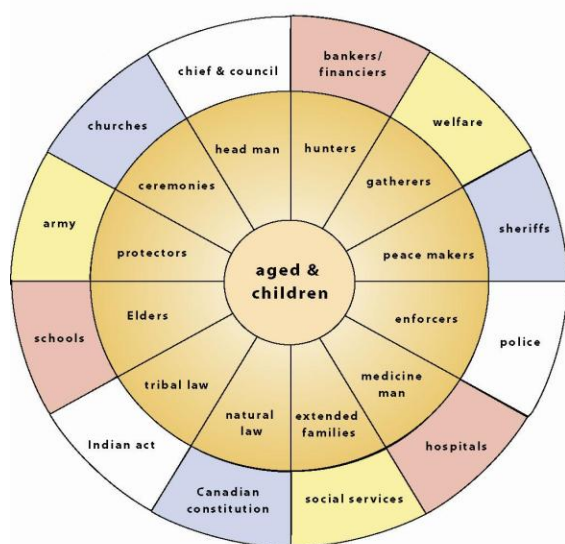 chief & council
bankers/
financiers
welfare
sheriffs
police
hospitals
social services
Canadian
constitution
Indian act
schools
army
churches
head man
hunters
gatherers
peace makers
enforcers
medicine
man
extended
families
natural
law
tribal law
Elders
protectors
ceremonies
aged &
children